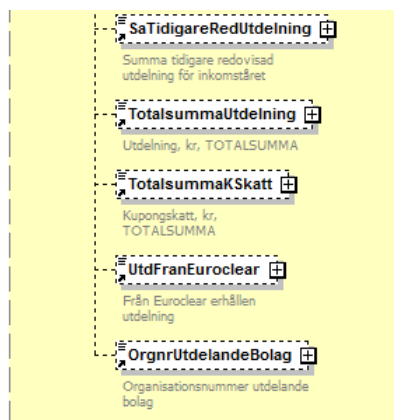 SaTidigareRedUtdelning
Summa tidigare redovisad
utdelning för inkomståret
TotalsummaUtdelning
Utdelning, kr, TOTALSUMMA
TotalsummaKSkatt
Kupongskatt, kr,
TOTALSUMMA
UtdFranEuroclear
Från Euroclear erhållen
utdelning
OrgnrUtdelandeBolag
Organisationsnummer utdelande
bolag